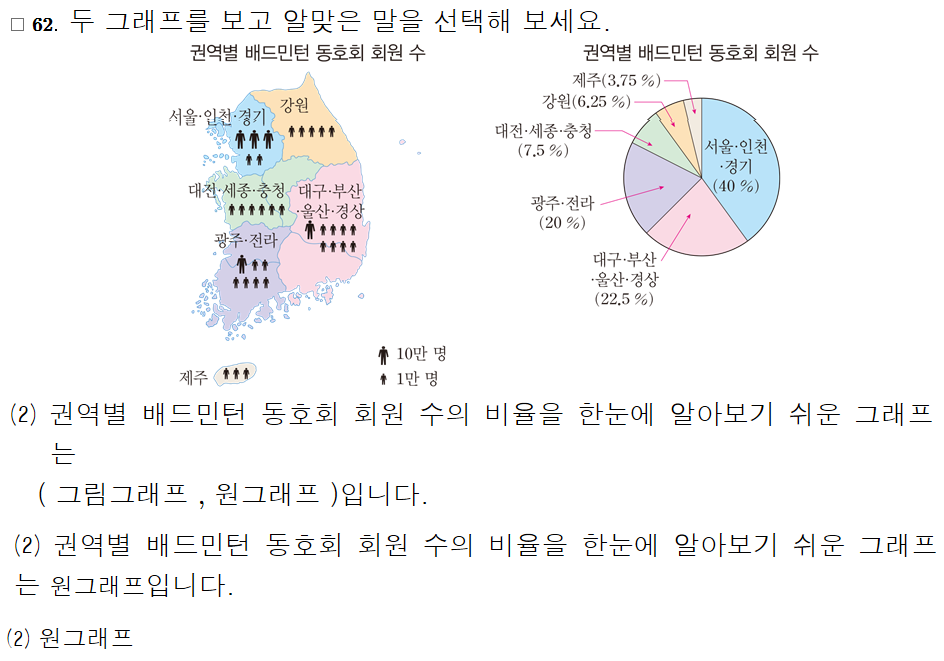 □ 62. 두 그래프를 보고 알맞은 말을 선택해 보세요.
권역별 배드민턴 동호회 회원 수
강원
서울·인천·경기
대전·세종·충청
대구·부산
·울산·경상
광주·전라
제주
10만 명
1만 명
권역별 배드민턴 동호회 회원 수
제주(3.75 %)
강원(6.25 %)
대전·세종·충청
(7.5 %)
서울·인천
·경기
(40 %)
광주·전라
(20 %)
대구·부산
·울산·경상
(22.5 %)
(2) 권역별 배드민턴 동호회 회원 수의 비율을 한눈에 알아보기 쉬운 그래프
는
( 그림그래프 , 원그래프 )입니다.
(2) 권역별 배드민턴 동호회 회원 수의 비율을 한눈에 알아보기 쉬운 그래프
는 원그래프입니다.
(2) 원그래프